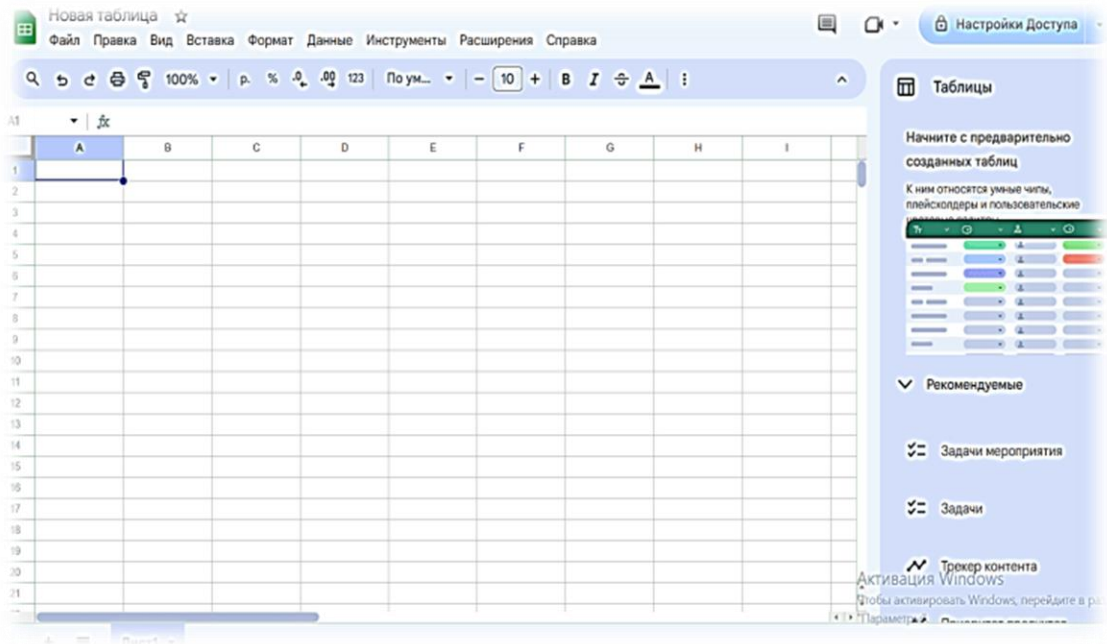 Новая таблица
Файл Правка Вид Вставка Формат Данные Инструменты Расширения Справка
Настройки Доступа
100% р. % .0 .00 123 По ум... − 10 + B I A
A1 fx
A B C D E F G H I
1
2
3
4
5
6
7
8
9
10
11
12
13
14
15
16
17
18
19
20
21
Лист1
Таблицы
Начните с предварительно
созданных таблиц
К ним относятся умные чипы,
плейсхолдеры и пользовательские
Рекомендуемые
Задачи мероприятия
Задачи
Трекер контента
Активация Windows
Чтобы активировать Windows, перейдите в ра
"Параметры